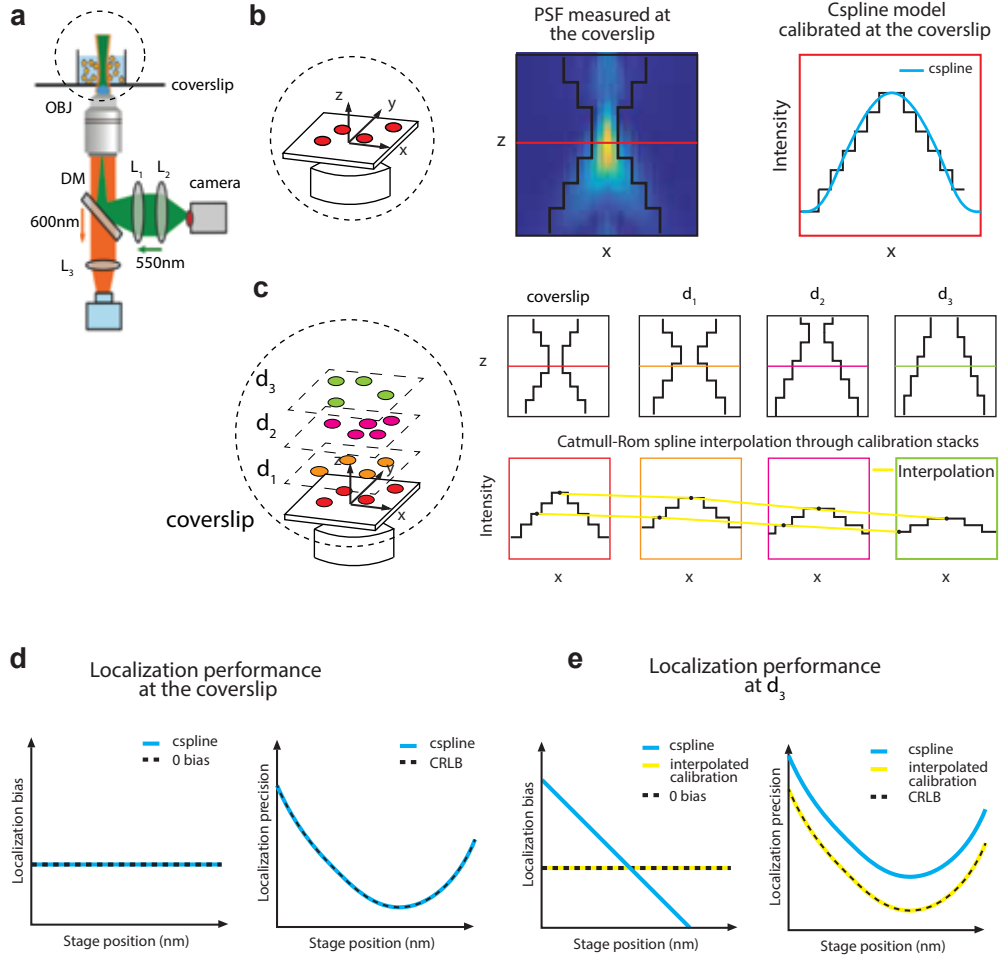 a
coverslip
OBJ
DM
L1
L2
camera
600nm
550nm
L3
b
z
y
x
PSF measured at
the coverslip
z
x
Cspline model
calibrated at the coverslip
cspline
Intensity
x
c
d3
d2
d1
z
y
x
coverslip
coverslip
d1
d2
d3
z
Catmull-Rom spline interpolation through calibration stacks
Interpolation
Intensity
x
x
x
x
d
Localization performance
at the coverslip
cspline
0 bias
Localization bias
Stage position (nm)
cspline
CRLB
Localization precision
Stage position (nm)
e
Localization performance
at d3
cspline
interpolated
calibration
0 bias
Localization bias
Stage position (nm)
cspline
interpolated
calibration
CRLB
Localization precision
Stage position (nm)